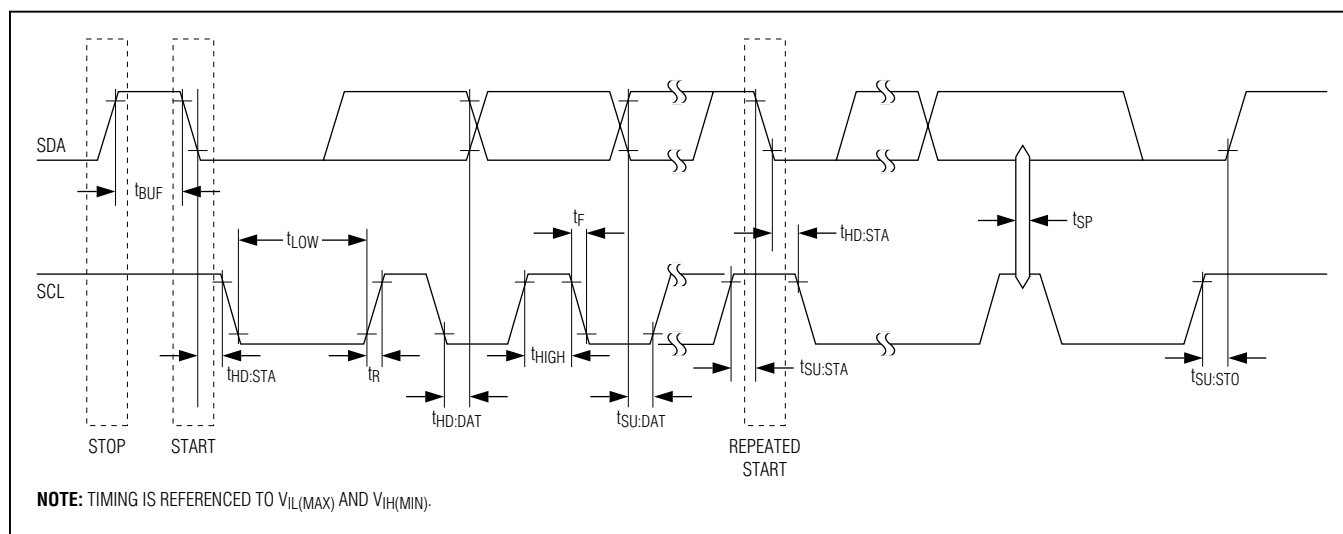 SDA
tBUF
tF
tLOW
tHD:STA
tSP
SCL
tHD:STA
tR
tHIGH
tSU:STA
tSU:STO
tHD:DAT
tSU:DAT
STOP
START
REPEATED
START
NOTE: TIMING IS REFERENCED TO VIL(MAX) AND VIH(MIN).